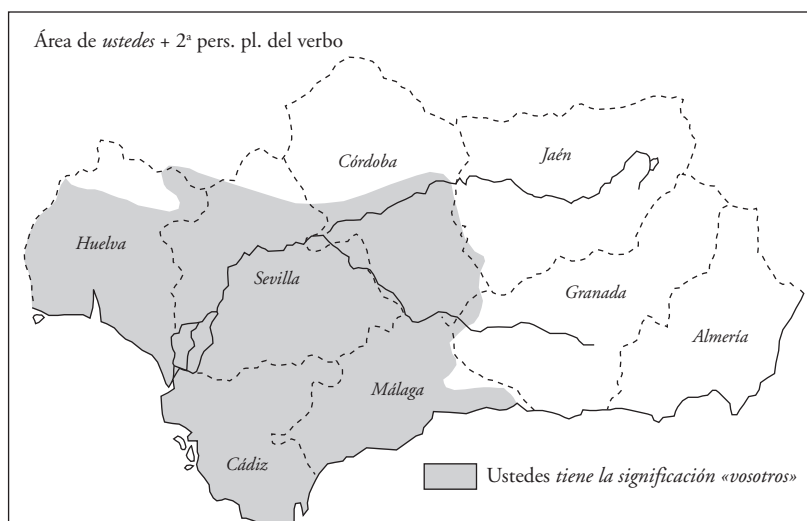 Área de ustedes + 2ª pers. pl. del verbo
Córdoba
Jaén
Huelva
Sevilla
Granada
Almería
Málaga
Cádiz
Ustedes tiene la significación «vosotros»